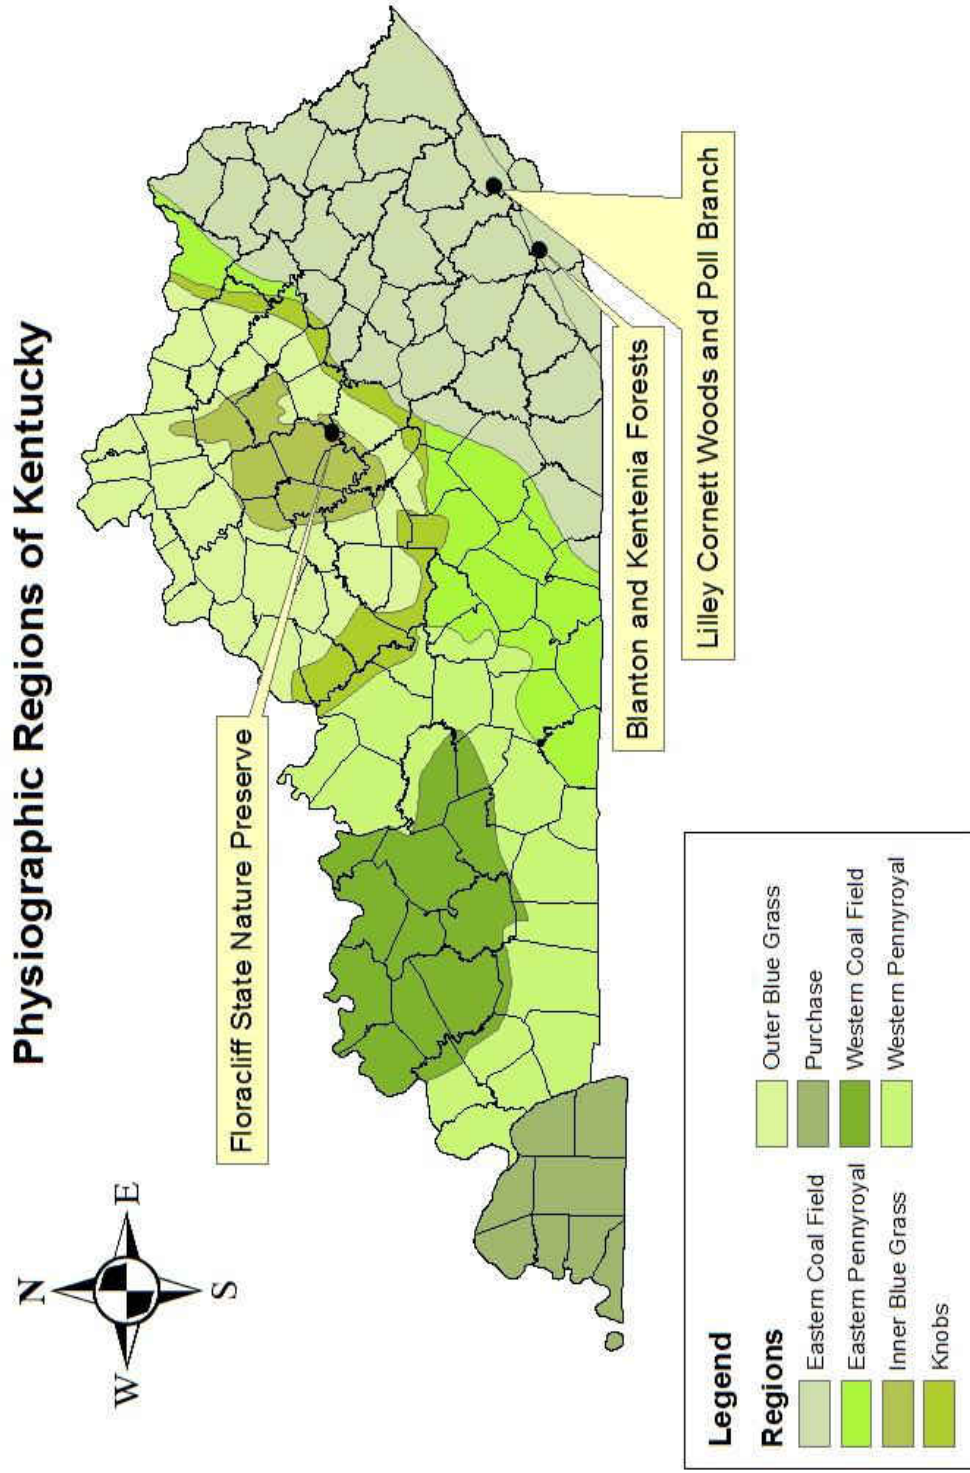 Physiographic Regions of Kentucky
N
W
E
S
Floracliff State Nature Preserve
Blanton and Kentenia Forests
Lilley Cornett Woods and Poll Branch
Legend
Regions
Eastern Coal Field
Eastern Pennyroyal
Inner Blue Grass
Knobs
Outer Blue Grass
Purchase
Western Coal Field
Western Pennyroyal